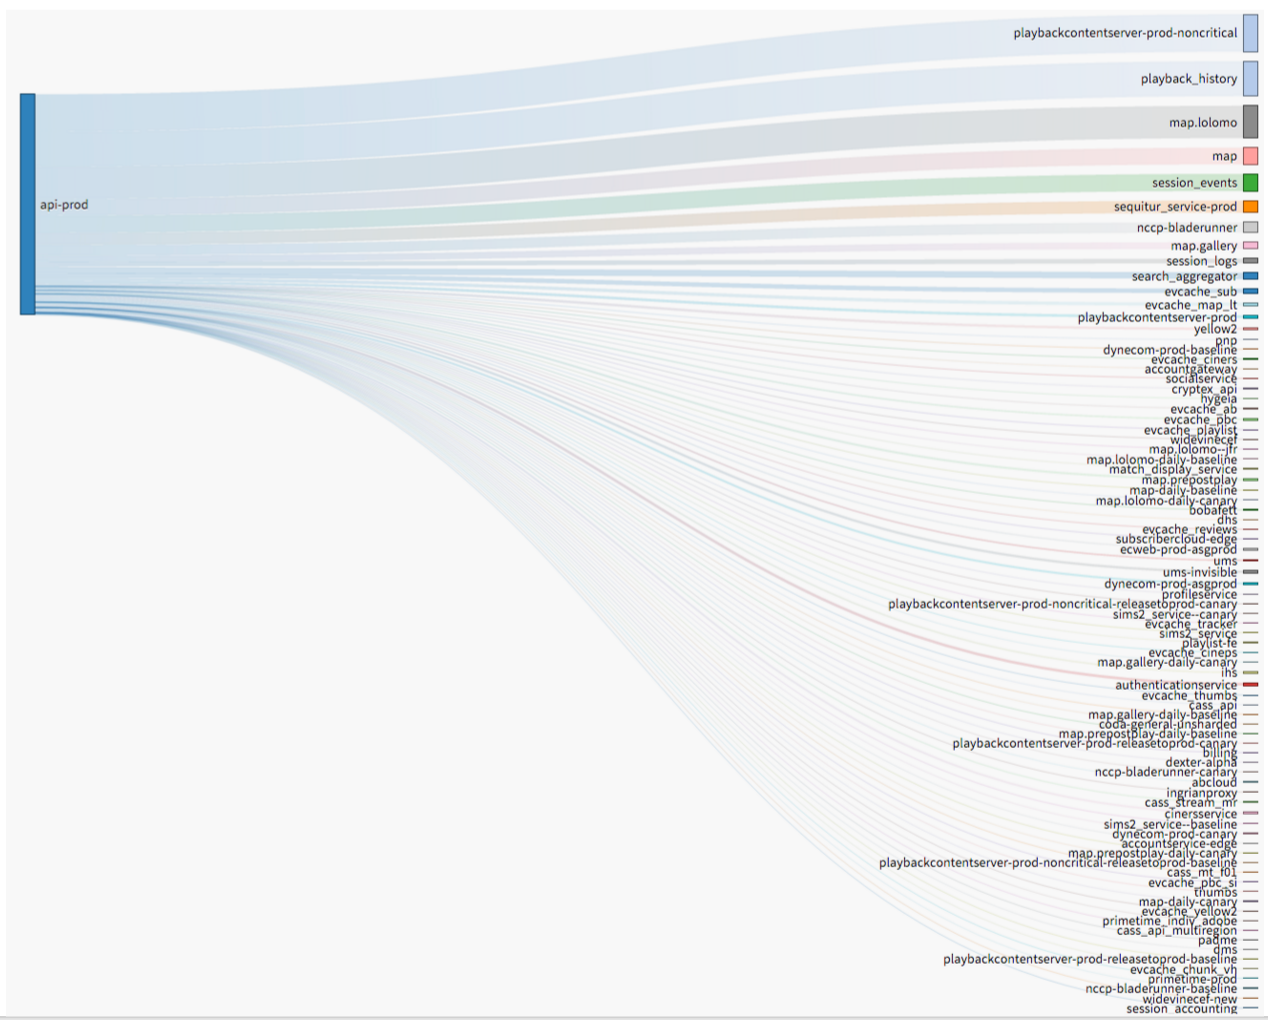 playbackcontentserver-prod-noncritical
playback_history
map.lolomo
map
session_events
api-prod
sequitur_service-prod
nccp-bladerunner
map.gallery
session_logs
search_aggregator
evcache_sub
evcache_map_lt
playbackcontentserver-prod
yellow2
pnp
dynecom-prod-baseline
evcache_ciners
accountgateway
socialservice
cryptex_api
hygeia
evcache_ab
evcache_pbc
evcache_playlist
widevinecef
map.lolomo--jfr
map.lolomo-daily-baseline
match_display_service
map.prepostplay
map-daily-baseline
map.lolomo-daily-canary
bobafett
dhs
evcache_reviews
subscribercloud-edge
ecweb-prod-asgprod
ums
ums-invisible
dynecom-prod-asgprod
profileservice
playbackcontentserver-prod-noncritical-releasetoprod-canary
sims2_service--canary
evcache_tracker
sims2_service
playlist-fe
evcache_cineps
map.gallery-daily-canary
ihs
authenticationservice
evcache_thumbs
cass_api
map.gallery-daily-baseline
coda-general-unsharded
map.prepostplay-daily-baseline
playbackcontentserver-prod-releasetoprod-canary
billing
dexter-alpha
nccp-bladerunner-canary
abcloud
ingrianproxy
cass_stream_mr
cinersservice
sims2_service--baseline
dynecom-prod-canary
accountservice-edge
map.prepostplay-daily-canary
playbackcontentserver-prod-noncritical-releasetoprod-baseline
cass_mt_f01
evcache_pbc_si
thumbs
map-daily-canary
evcache_yellow2
primetime_indiv_adobe
cass_api_multiregion
padme
dms
playbackcontentserver-prod-releasetoprod-baseline
evcache_chunk_vh
primetime-prod
nccp-bladerunner-baseline
widevinecef-new
session_accounting